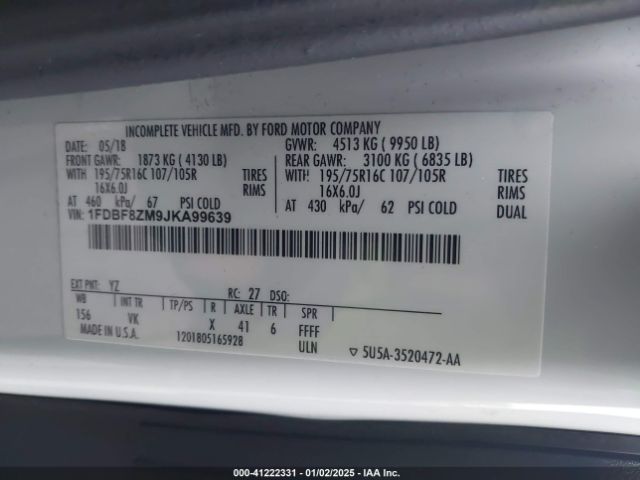 INCOMPLETE VEHICLE MFD. BY FORD MOTOR COMPANY
DATE: 05/18 GVWR: 4513 KG ( 9950 LB)
FRONT GAWR: 1873 KG ( 4130 LB) REAR GAWR: 3100 KG ( 6835 LB)
WITH 195/75R16C 107/105R TIRES WITH: 195/75R16C 107/105R TIRES
16X6.0J RIMS 16X6.0J RIMS
AT 460 kPa/ 67 PSI COLD AT 430 kPa/ 62 PSI COLD DUAL
VIN: 1FDBF8ZM9JKA99639
EXT PNT: YZ RC: 27 DSO:
WB INT TR TP/PS R AXLE TR SPR
156 VK X 41 6 FFFF
MADE IN U.S.A. 1201805165928 ULN ▽ 5U5A-3520472-AA
000-41222331 - 01/02/2025 - IAA Inc.